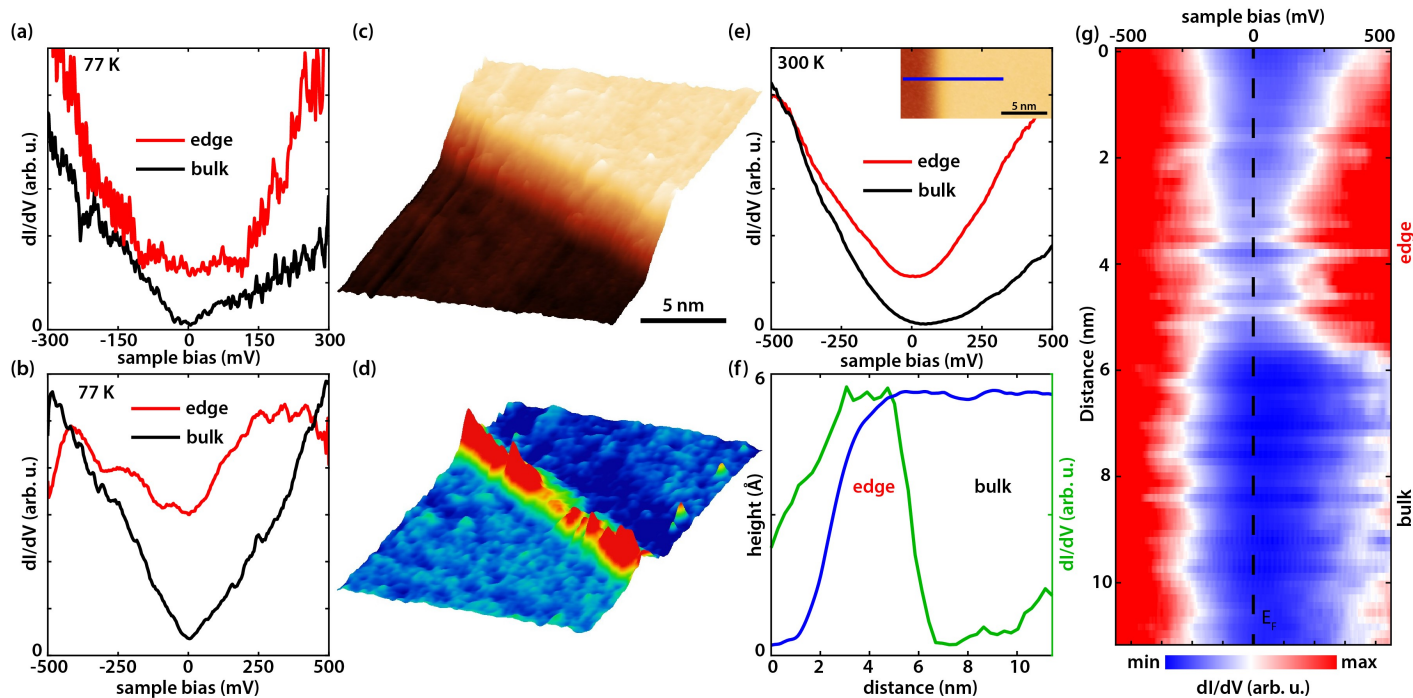 (a)
77 K
edge
bulk
dI/dV (arb. u.)
0
-300 -150 0 150 300
sample bias (mV)
(b)
77 K
edge
bulk
dI/dV (arb. u.)
0
-500 -250 0 250 500
sample bias (mV)
(c)
5 nm
(d)
(e)
300 K
5 nm
edge
bulk
dI/dV (arb. u.)
0
-500 -250 0 250 500
sample bias (mV)
(f)
6
edge
bulk
height (Å)
dI/dV (arb. u.)
0
0 2 4 6 8 10
distance (nm)
sample bias (mV)
(g)
-500 0 500
0
2
4
6
8
10
Distance (nm)
edge
bulk
EF
min max
dI/dV (arb. u.)